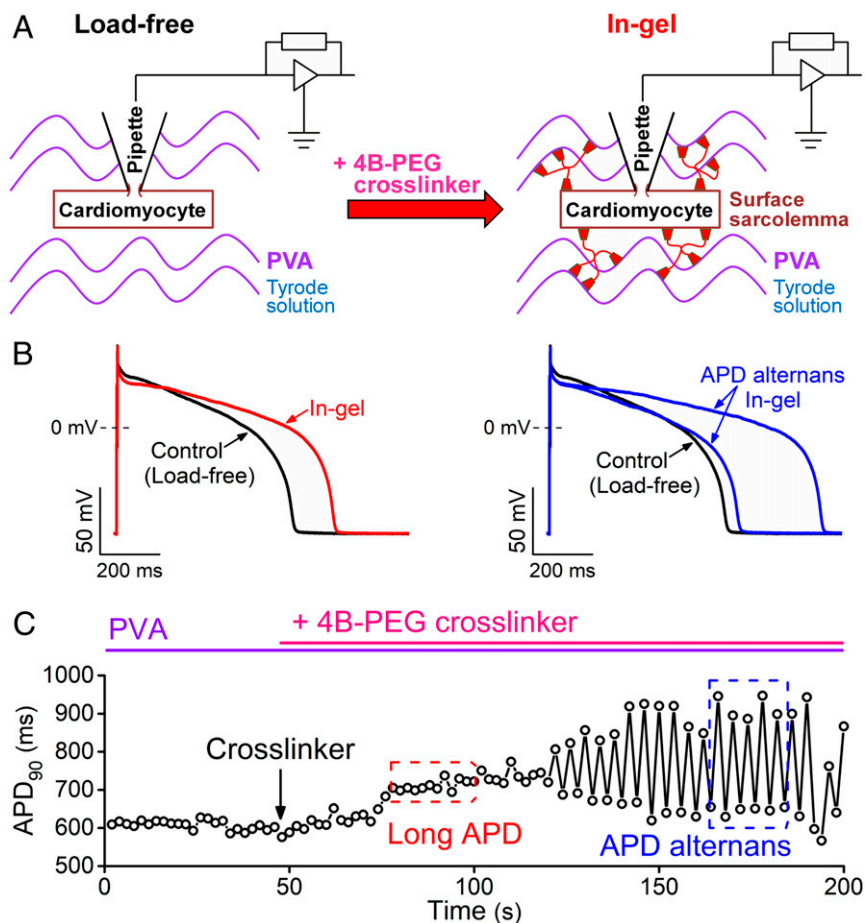 A
Load-free
In-gel
Pipette
Pipette
+ 4B-PEG
crosslinker
Cardiomyocyte
Cardiomyocyte
Surface
sarcolemma
PVA
Tyrode
solution
PVA
Tyrode
solution
B
0 mV
In-gel
Control
(Load-free)
50 mV
200 ms
APD alternans
In-gel
0 mV
Control
(Load-free)
50 mV
200 ms
C
PVA
+ 4B-PEG crosslinker
APD90 (ms)
1000
900
800
700
600
500
Crosslinker
Long APD
APD alternans
0
50
100
150
200
Time (s)